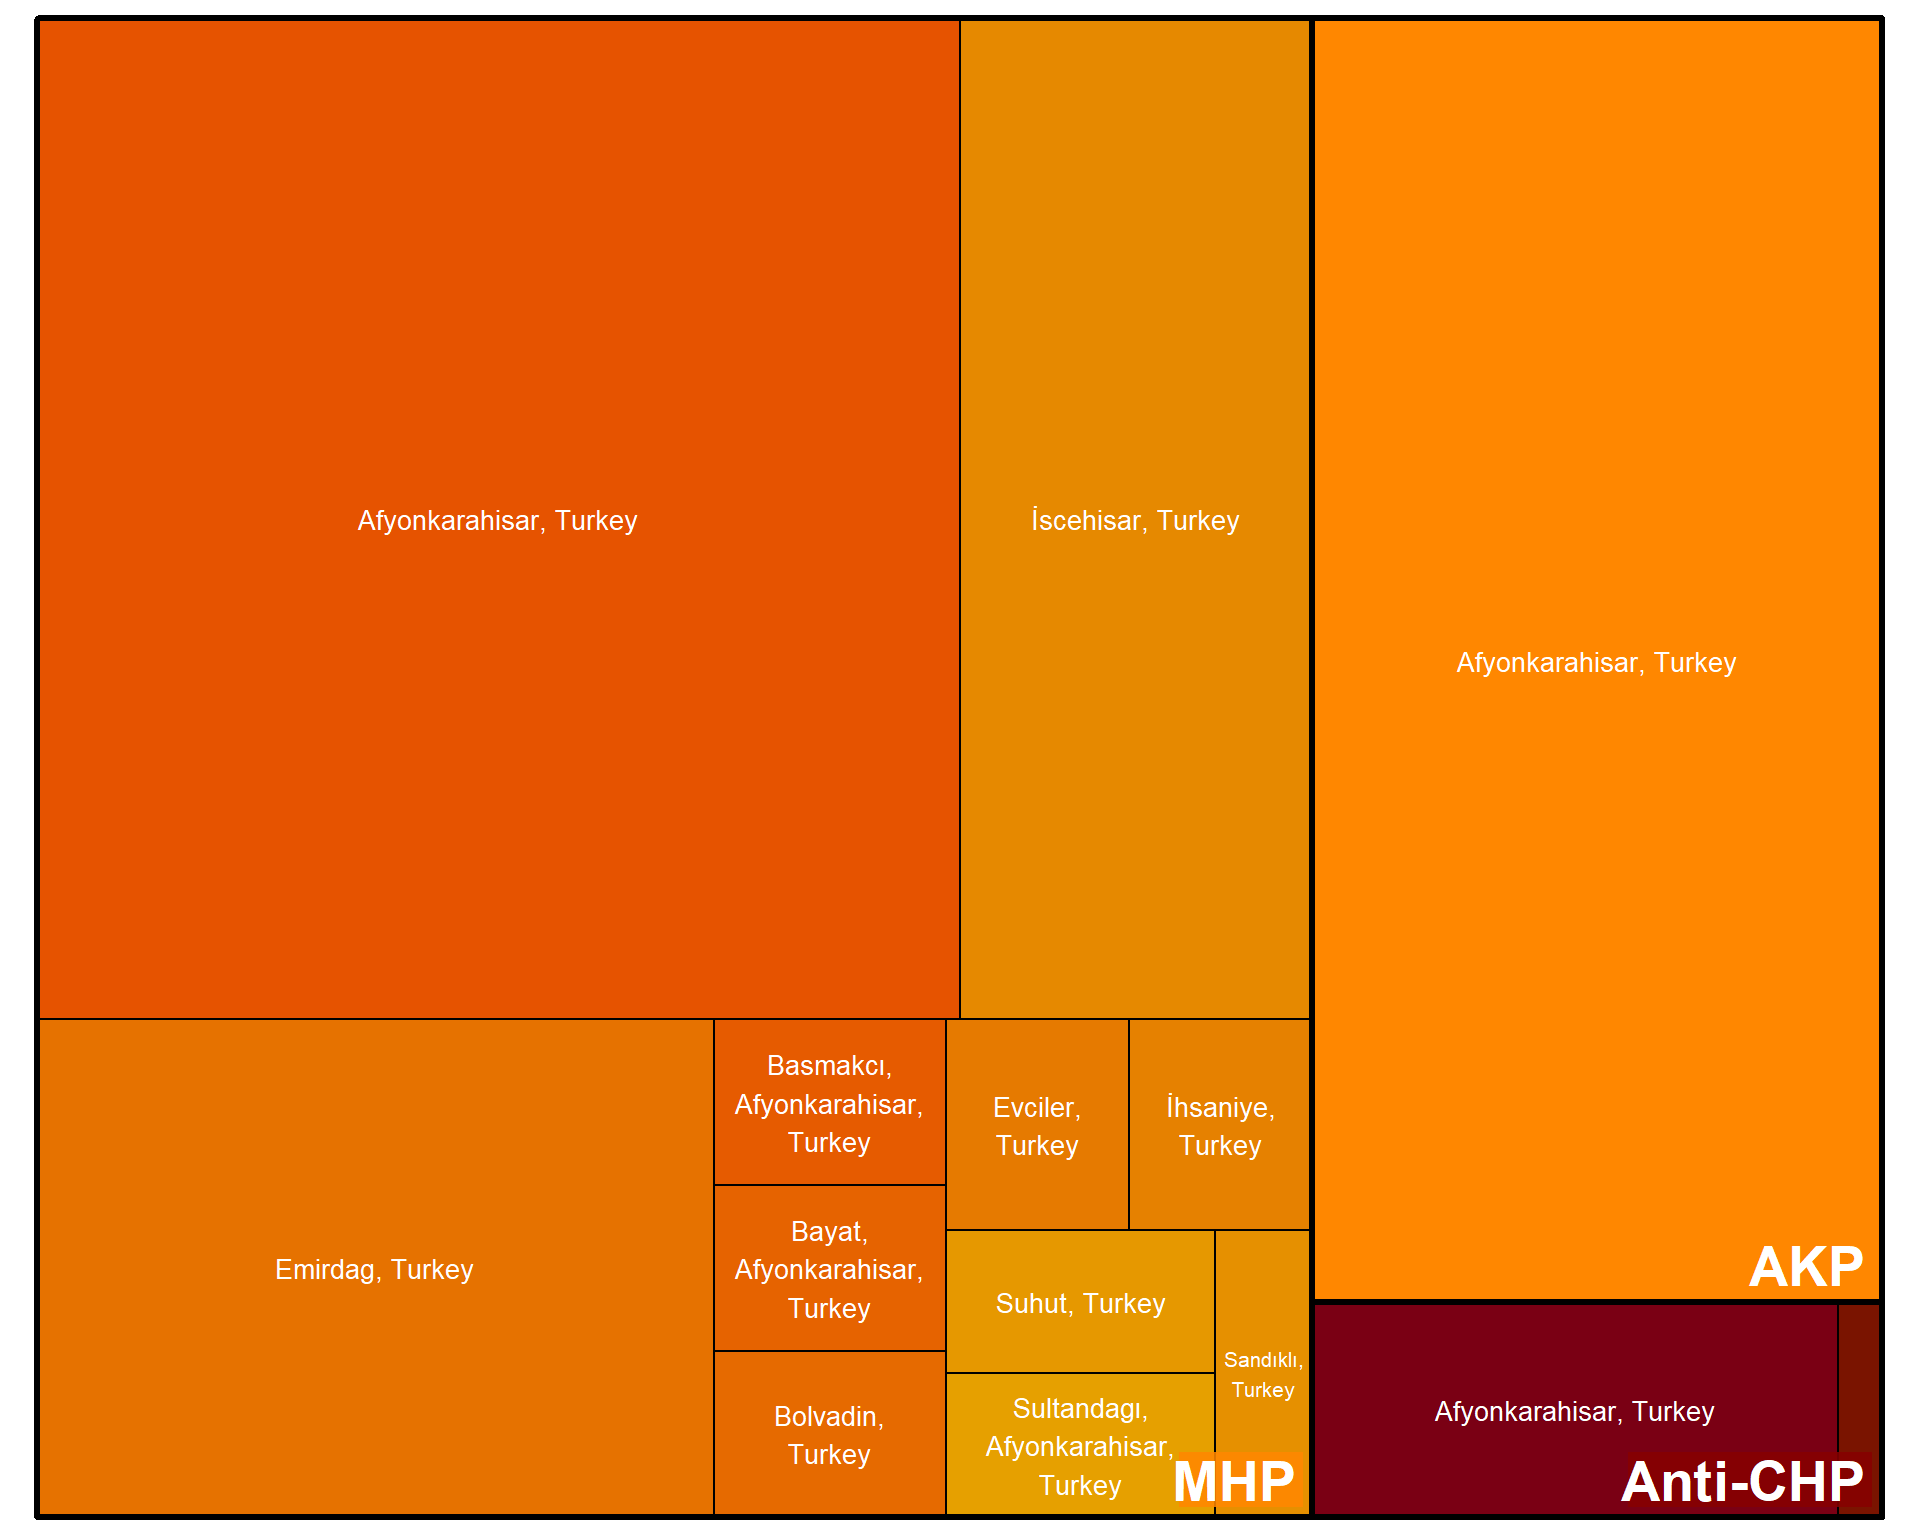 Afyonkarahisar, Turkey
İscehisar, Turkey
Afyonkarahisar, Turkey
Emirdag, Turkey
Basmakcı,
Afyonkarahisar,
Turkey
Bayat,
Afyonkarahisar,
Turkey
Bolvadin,
Turkey
Evciler,
Turkey
İhsaniye,
Turkey
Suhut, Turkey
Sandıklı,
Turkey
Sultandagı,
Afyonkarahisar,
Turkey
MHP
AKP
Afyonkarahisar, Turkey
Anti-CHP